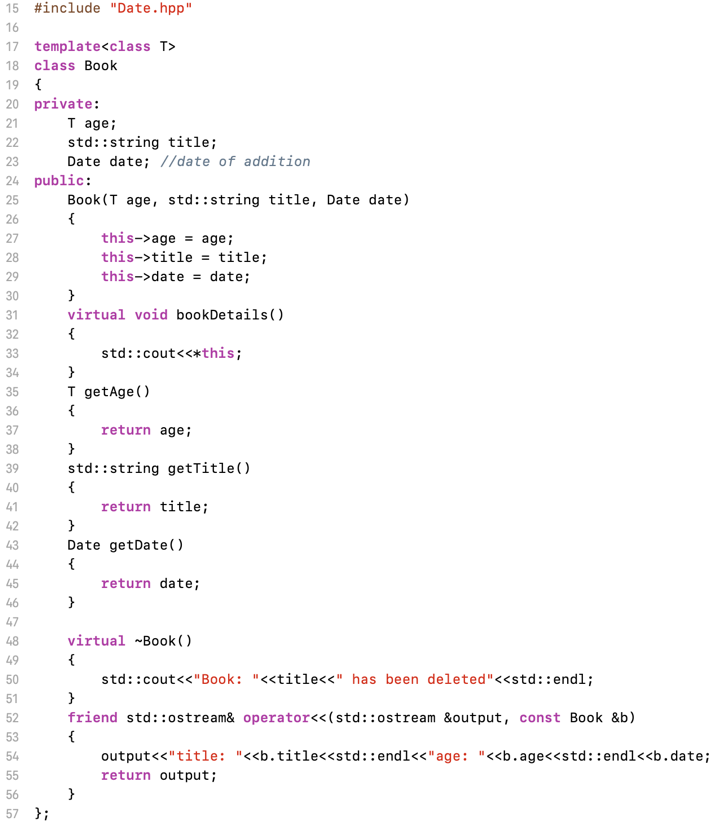 15 #include "Date.hpp"
16
17 template<class T>
18 class Book
19 {
20 private:
21     T age;
22     std::string title;
23     Date date; //date of addition
24 public:
25     Book(T age, std::string title, Date date)
26     {
27         this->age = age;
28         this->title = title;
29         this->date = date;
30     }
31     virtual void bookDetails()
32     {
33         std::cout<<*this;
34     }
35     T getAge()
36     {
37         return age;
38     }
39     std::string getTitle()
40     {
41         return title;
42     }
43     Date getDate()
44     {
45         return date;
46     }
47
48     virtual ~Book()
49     {
50         std::cout<<"Book: "<<title<<" has been deleted"<<std::endl;
51     }
52     friend std::ostream& operator<<(std::ostream &output, const Book &b)
53     {
54         output<<"title: "<<b.title<<std::endl<<"age: "<<b.age<<std::endl<<b.date;
55         return output;
56     }
57 };